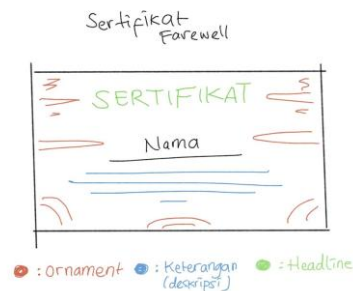 Sertifikat
Farewell
SERTIFIKAT
Nama
: ornament : Keterangan : Headline
(deskripsi)